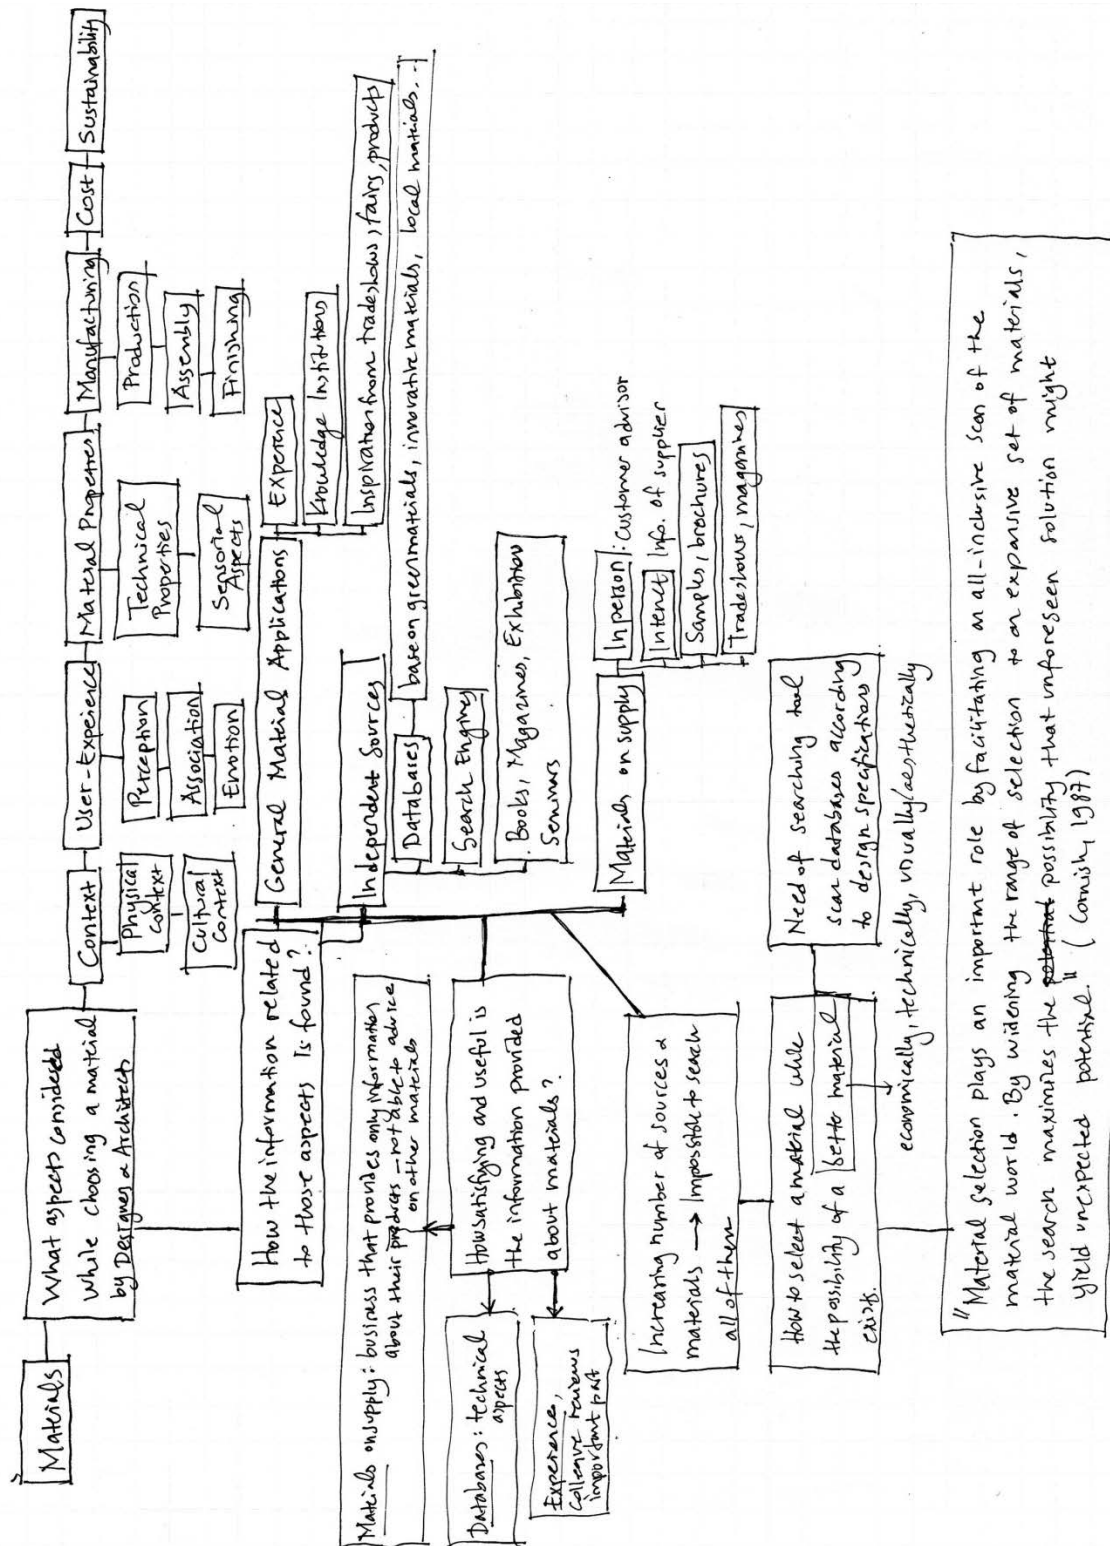 Materials
What aspects considered
while choosing a material
by Designers & Architects
Context
Physical
Context
Cultural
Context
User-Expeience
Perception
Association
Emotion
Material Propetres
Technical
Properties
Sensorial
Aspects
Manufacturing
Production
Assembly
Finishing
Cost
Sustainability
How the information related
to those aspects is found?
General Material Applications
Experience
Knowledge Institutions
Inspiration from tradeshows, fairs, products
Independent Sources
Databases
base on green materials, innovative materials, local materials...
Search Engines
Books, Magazines, Exhibition
Seminars
Materials on supply
Inperson : Customer advisor
Internet Info. of supplier
Samples, brochures
Tradeshows, magazines
Materials on supply: business that provides only information
about their products - not able to advice
on other materials
How satisfying and useful is
the information provided
about materials?
Databases: technical
aspects
Experience,
Colleague reviews
important part
Increasing number of sources &
materials → Impossible to seach
all of them
How to select a material while
the possibility of a better material
exists.
economically, technically, visually/aesthetically
Need of searching tool
scan databases according
to design specifications
"Material selection plays an important role by facilitating an all-inclusive scan of the
material world. By widening the range of selection to an expansive set of materials,
the search maximizes the possiblity that unforeseen solution might
yield unexpected potential." (Cornish, 1987)